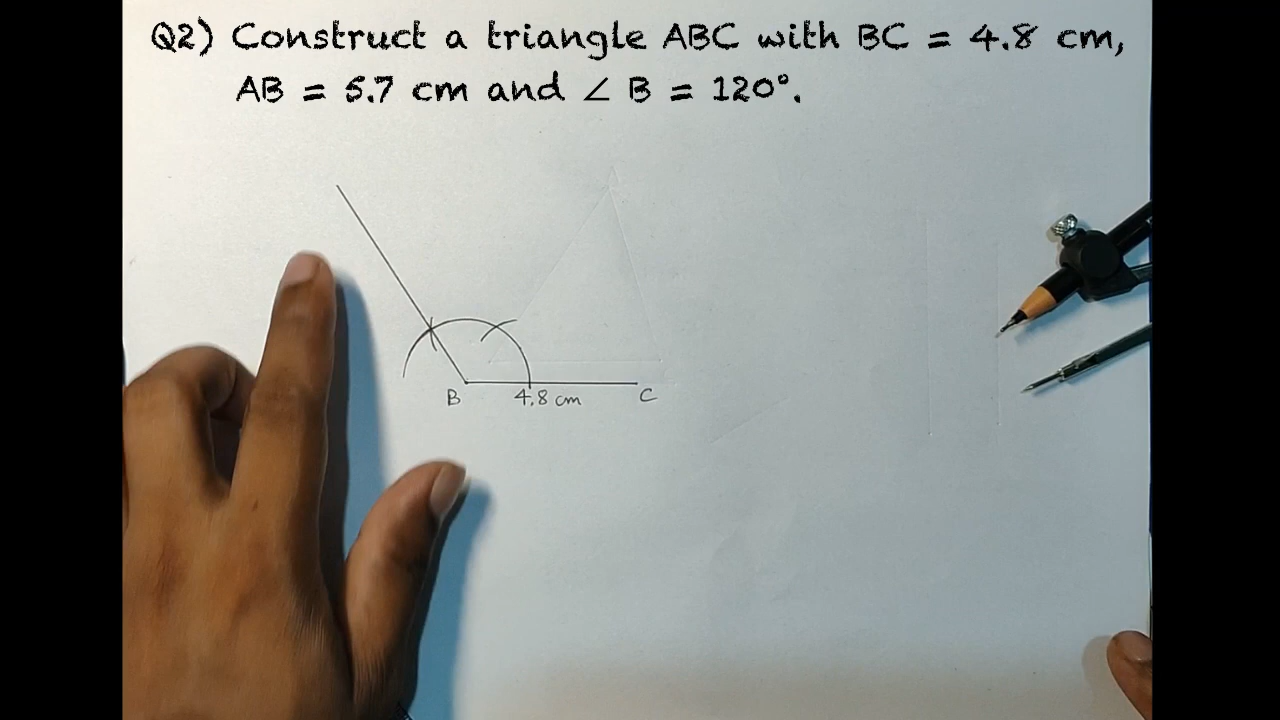 Q2) Construct a triangle ABC with BC = 4.8 cm,
AB = 5.7 cm and ∠ B = 120°.
B 4.8 cm C